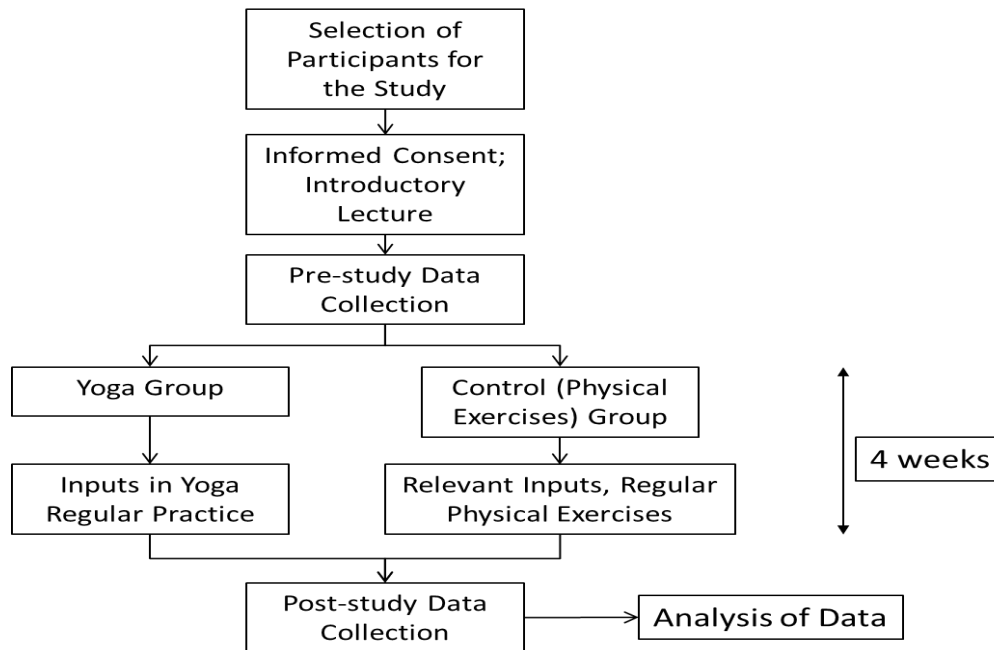 Selection of
Participants for
the Study
Informed Consent;
Introductory
Lecture
Pre-study Data
Collection
Yoga Group
Control (Physical
Exercises) Group
4 weeks
Inputs in Yoga
Regular Practice
Relevant Inputs, Regular
Physical Exercises
Post-study Data
Collection
Analysis of Data